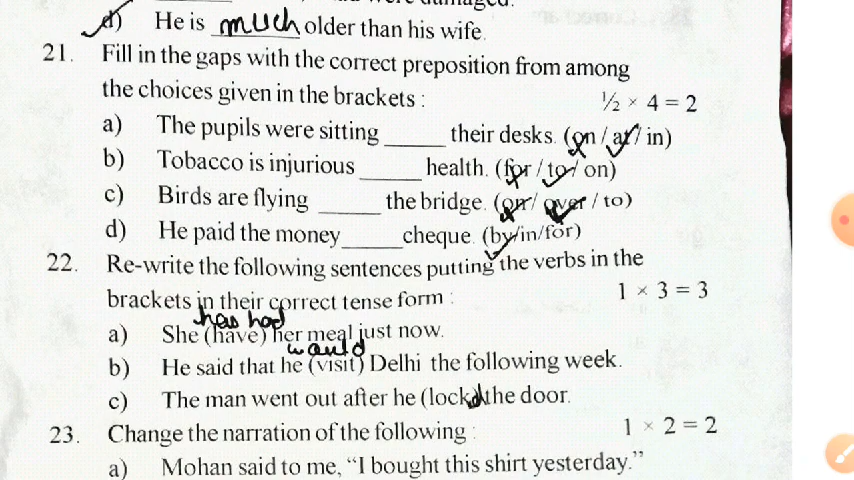 were damaged.
d) He is much older than his wife.
21. Fill in the gaps with the correct preposition from among
the choices given in the brackets : ½ × 4 = 2
a) The pupils were sitting _____ their desks. (on / at / in)
b) Tobacco is injurious _____ health. (for / to / on)
c) Birds are flying _____ the bridge. (on / over / to)
d) He paid the money_____cheque. (by/in/for)
22. Re-write the following sentences putting the verbs in the
brackets in their correct tense form : 1 × 3 = 3
has had
a) She (have) her meal just now.
would
b) He said that he (visit) Delhi the following week.
c) The man went out after he (lock) the door.
23. Change the narration of the following : 1 × 2 = 2
a) Mohan said to me, “I bought this shirt yesterday.”